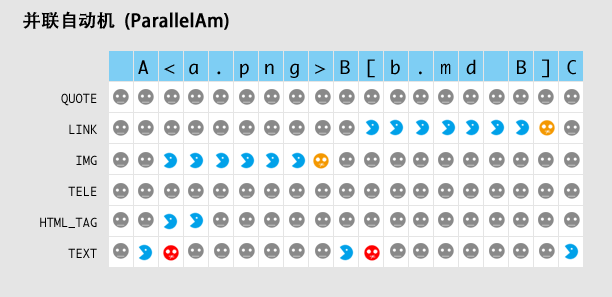 并联自动机 (ParallelAm)
A < a . p n g > B [ b . m d B ] C
QUOTE
LINK
IMG
TELE
HTML_TAG
TEXT